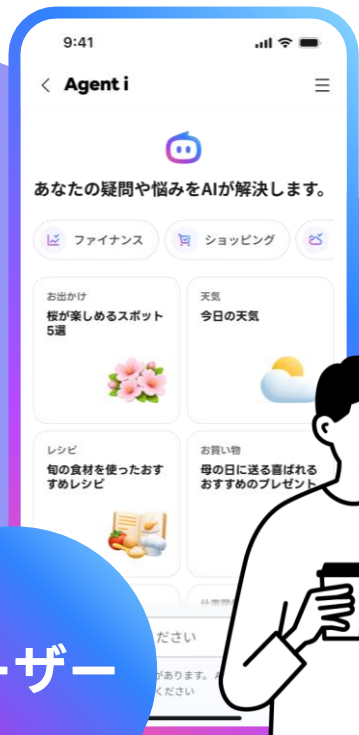 9:41
Agent i
あなたの疑問や悩みをAIが解決します。
ファイナンス
ショッピング
お出かけ
桜が楽しめるスポット
5選
天気
今日の天気
レシピ
旬の食材を使ったおす
すめレシピ
お買い物
母の日に送る喜ばれる
おすすめのプレゼント
ださい
があります。
ください
ーザー